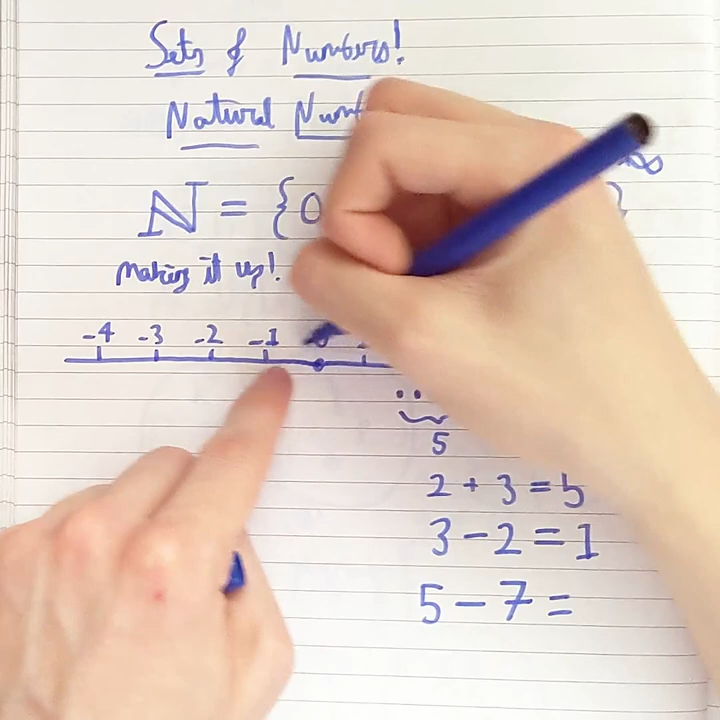 Sets of Numbers!
Natural
ℕ = {0 }
Making it up!
-4 -3 -2 -1
5
2 + 3 = 5
3 - 2 = 1
5 - 7 =